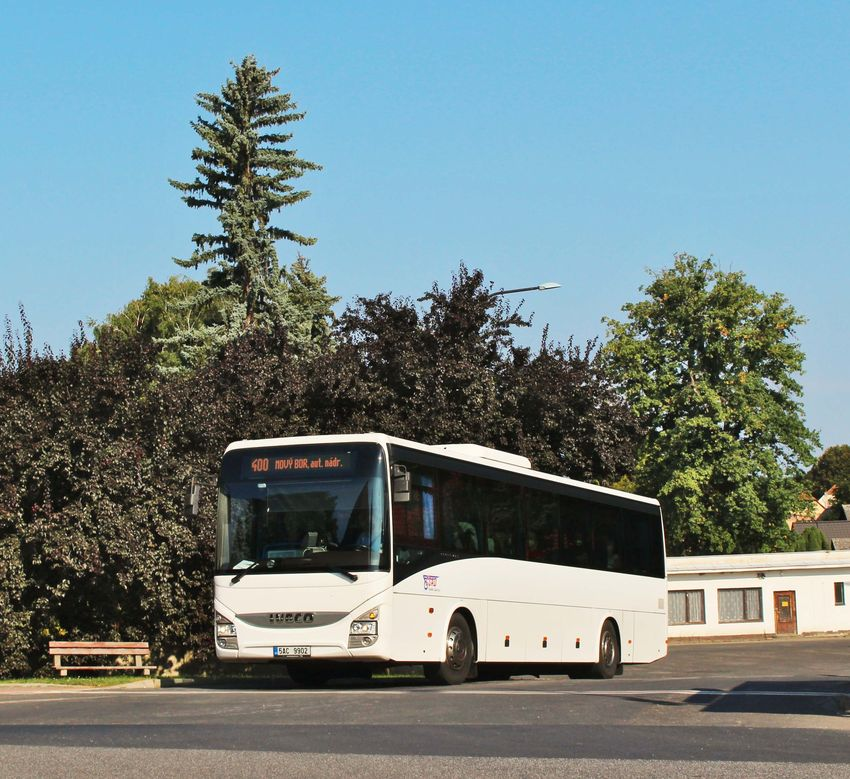 400 NOVÝ BOR, aut. nádr.
IVECO
5AC 9902